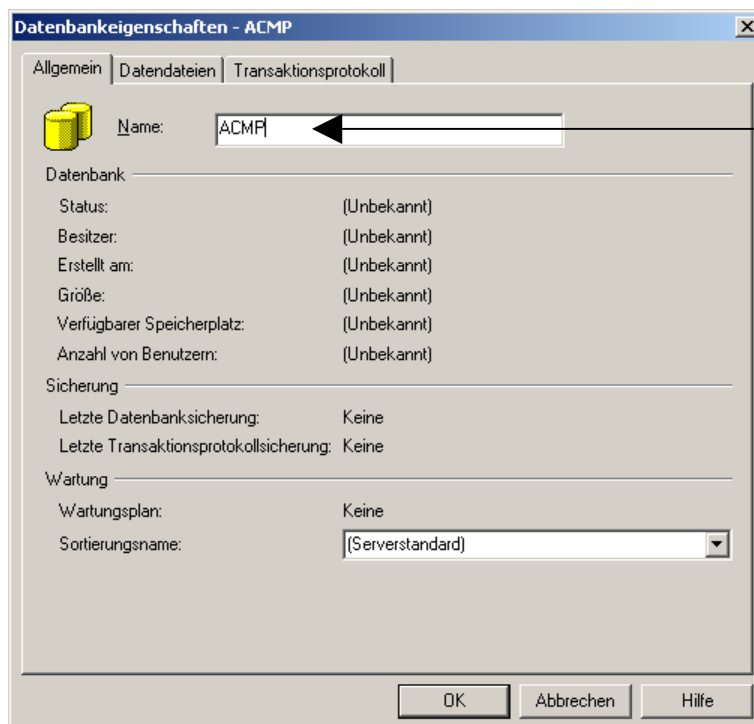 Datenbankeigenschaften - ACMP
Allgemein Datendateien Transaktionsprotokoll
Name: ACMP
Datenbank
Status: (Unbekannt)
Besitzer: (Unbekannt)
Erstellt am: (Unbekannt)
Größe: (Unbekannt)
Verfügbarer Speicherplatz: (Unbekannt)
Anzahl von Benutzern: (Unbekannt)
Sicherung
Letzte Datenbanksicherung: Keine
Letzte Transaktionsprotokollsicherung: Keine
Wartung
Wartungsplan: Keine
Sortierungsname: (Serverstandard)
OK Abbrechen Hilfe